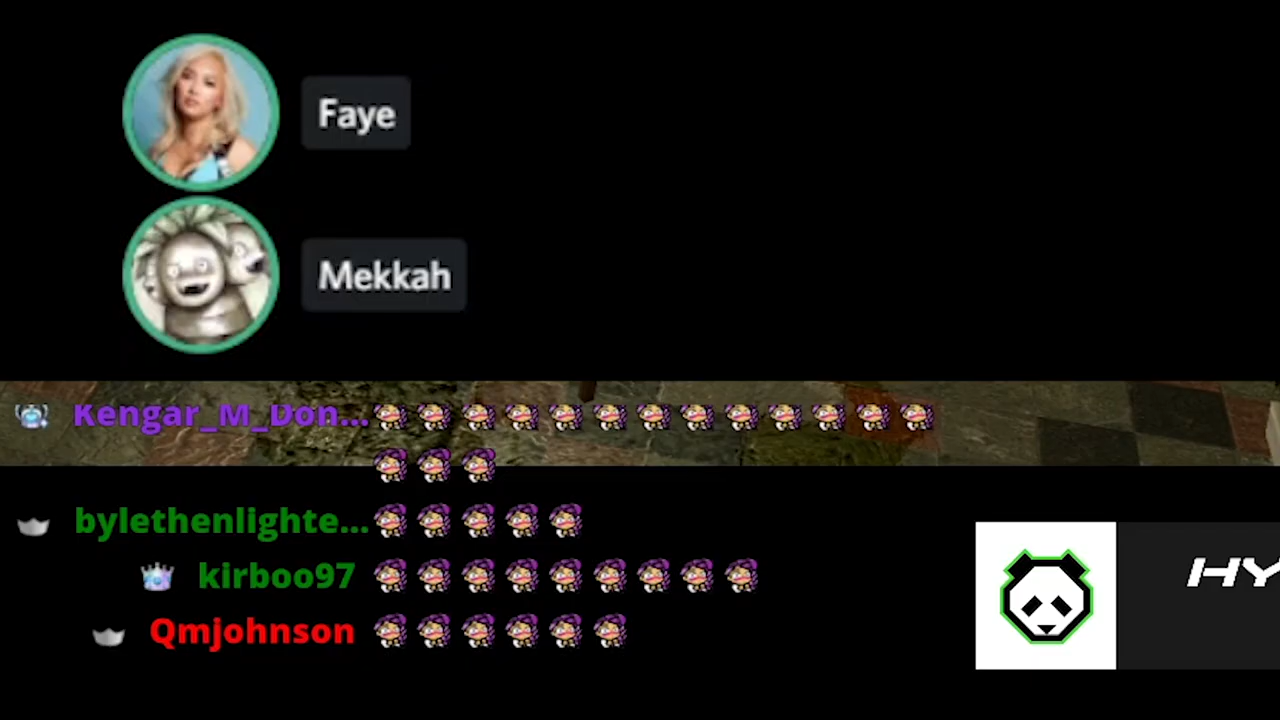 Faye
Mekkah
Kengar_M_Don...
bylethenlighte...
kirboo97
Qmjohnson
HY